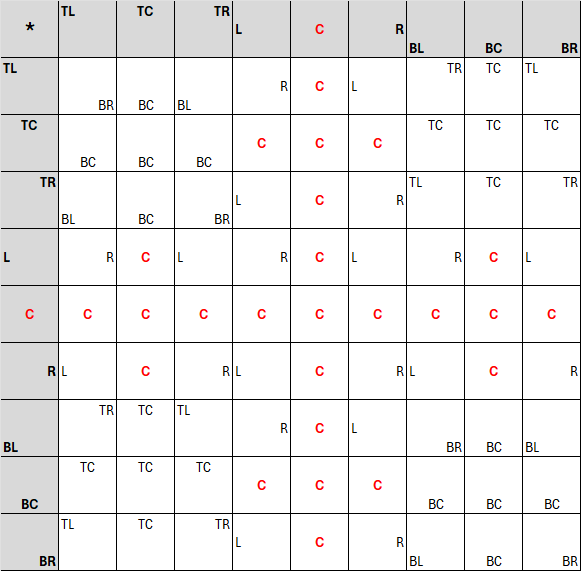 * TL TC TR L C R BL BC BR
TL BR BC BL R C L TR TC TL
TC BC BC BC C C C TC TC TC
TR BL BC BR L C R TL TC TR
L R C L R C L R C L
C C C C C C C C C C
R L C R L C R L C R
BL TR TC TL R C L BR BC BL
BC TC TC TC C C C BC BC BC
BR TL TC TR L C R BL BC BR